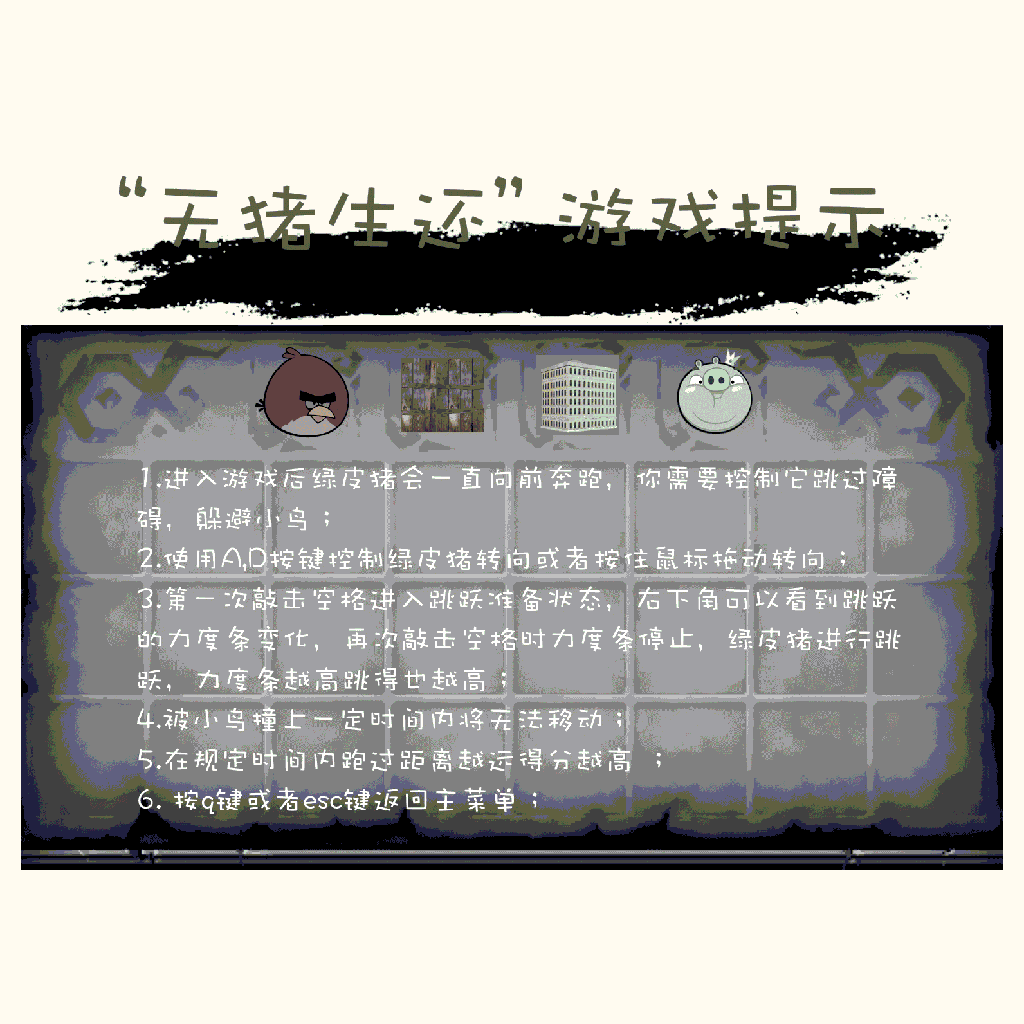 “无猪生还”游戏提示
1.进入游戏后绿皮猪会一直向前奔跑，你需要控制它跳过障
碍，躲避小鸟；
2.使用A,D按键控制绿皮猪转向或者按住鼠标拖动转向；
3.第一次敲击空格进入跳跃准备状态，右下角可以看到跳跃
的力度条变化，再次敲击空格时力度条停止，绿皮猪进行跳
跃，力度条越高跳得也越高；
4.被小鸟撞上一定时间内将无法移动；
5.在规定时间内跑过距离越远得分越高 ；
6. 按q键或者esc键返回主菜单；